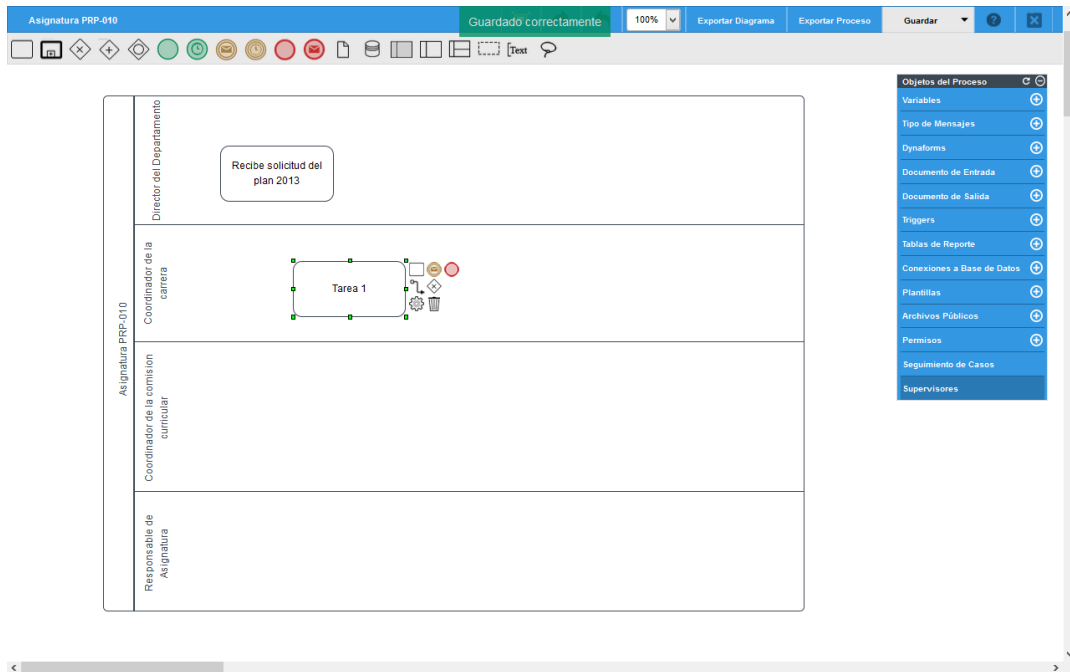 Asignatura PRP-010
Guardado correctamente
100%
Exportar Diagrama
Exportar Proceso
Guardar
?
Text
Objetos del Proceso
Variables
Tipo de Mensajes
Dynaforms
Documento de Entrada
Documento de Salida
Triggers
Tablas de Reporte
Conexiones a Base de Datos
Plantillas
Archivos Públicos
Permisos
Seguimiento de Casos
Supervisores
Asignatura PRP-010
Director del Departamento
Recibe solicitud del
plan 2013
Coordinador de la
carrera
Tarea 1
Coordinador de la comision
curricular
Responsable de
Asignatura